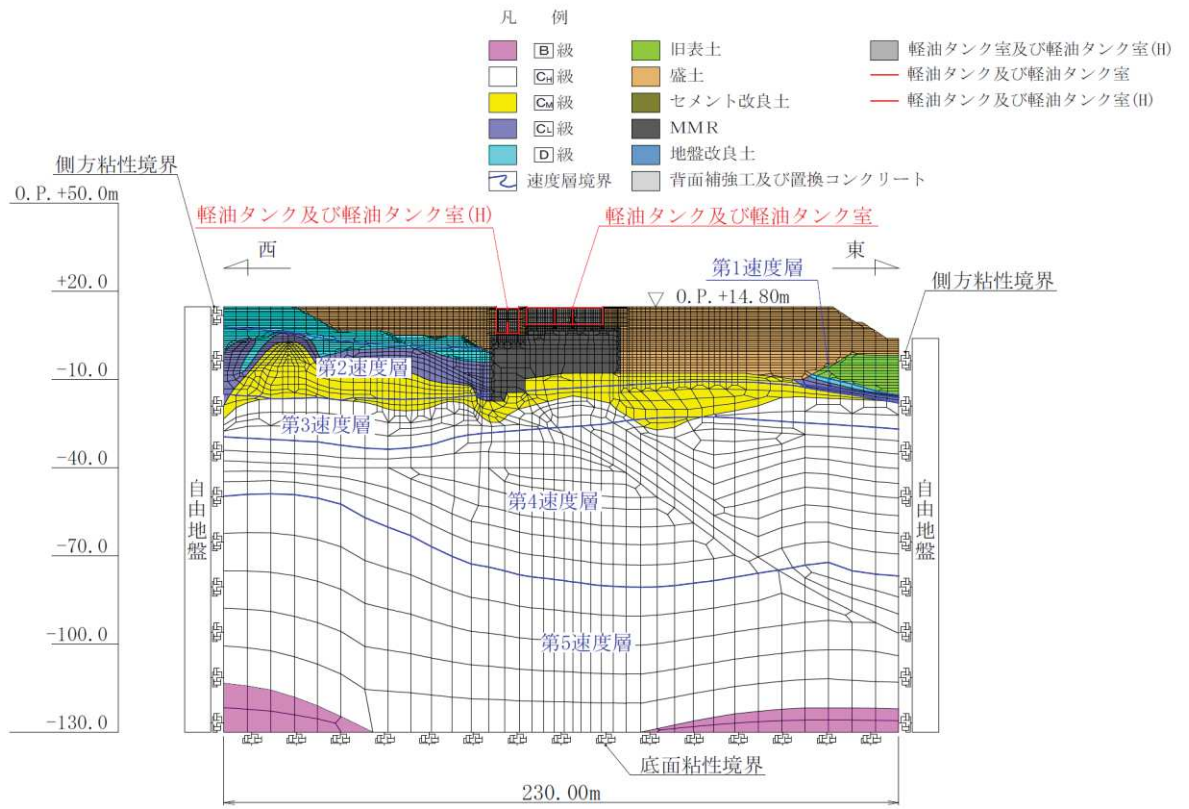 凡 例
B級
CH級
CM級
CL級
D級
速度層境界
旧表土
盛土
セメント改良土
MMR
地盤改良土
背面補強工及び置換コンクリート
軽油タンク室及び軽油タンク室(H)
軽油タンク及び軽油タンク室
軽油タンク及び軽油タンク室(H)
側方粘性境界
O.P.+50.0m
軽油タンク及び軽油タンク室(H)
軽油タンク及び軽油タンク室
西
東
第1速度層
側方粘性境界
+20.0
O.P.+14.80m
-10.0
第2速度層
第3速度層
-40.0
第4速度層
自由地盤
自由地盤
-70.0
-100.0
第5速度層
-130.0
底面粘性境界
230.00m